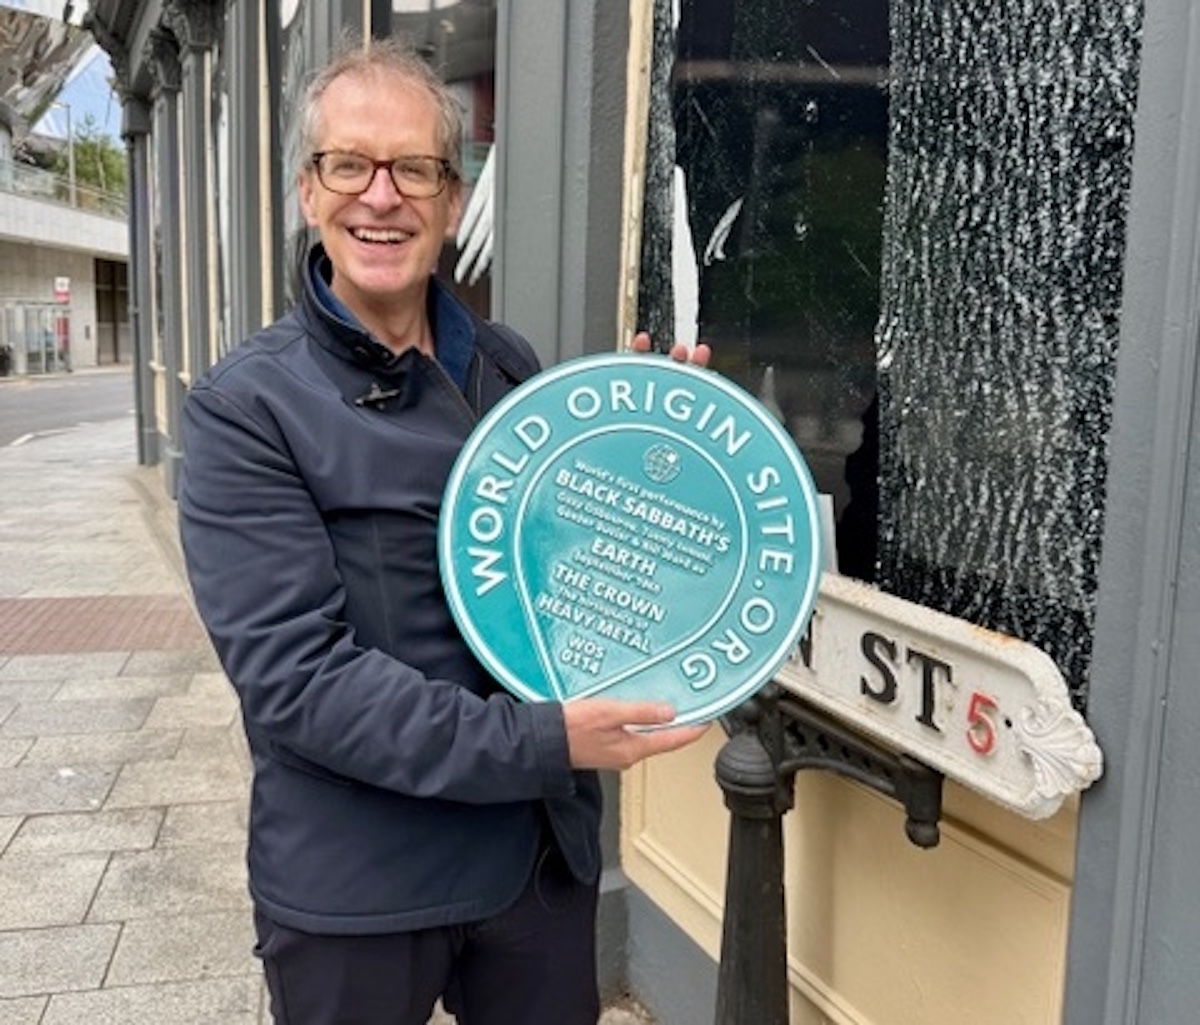 WORLD ORIGIN SITE.ORG
World's first performance by
BLACK SABBATH'S
Ozzy Osbourne, Tommy Iommi,
Geezer Butler & Bill Ward as
EARTH
September 1968
THE CROWN
The birthplace of
HEAVY METAL
WOS
0114
N ST 5